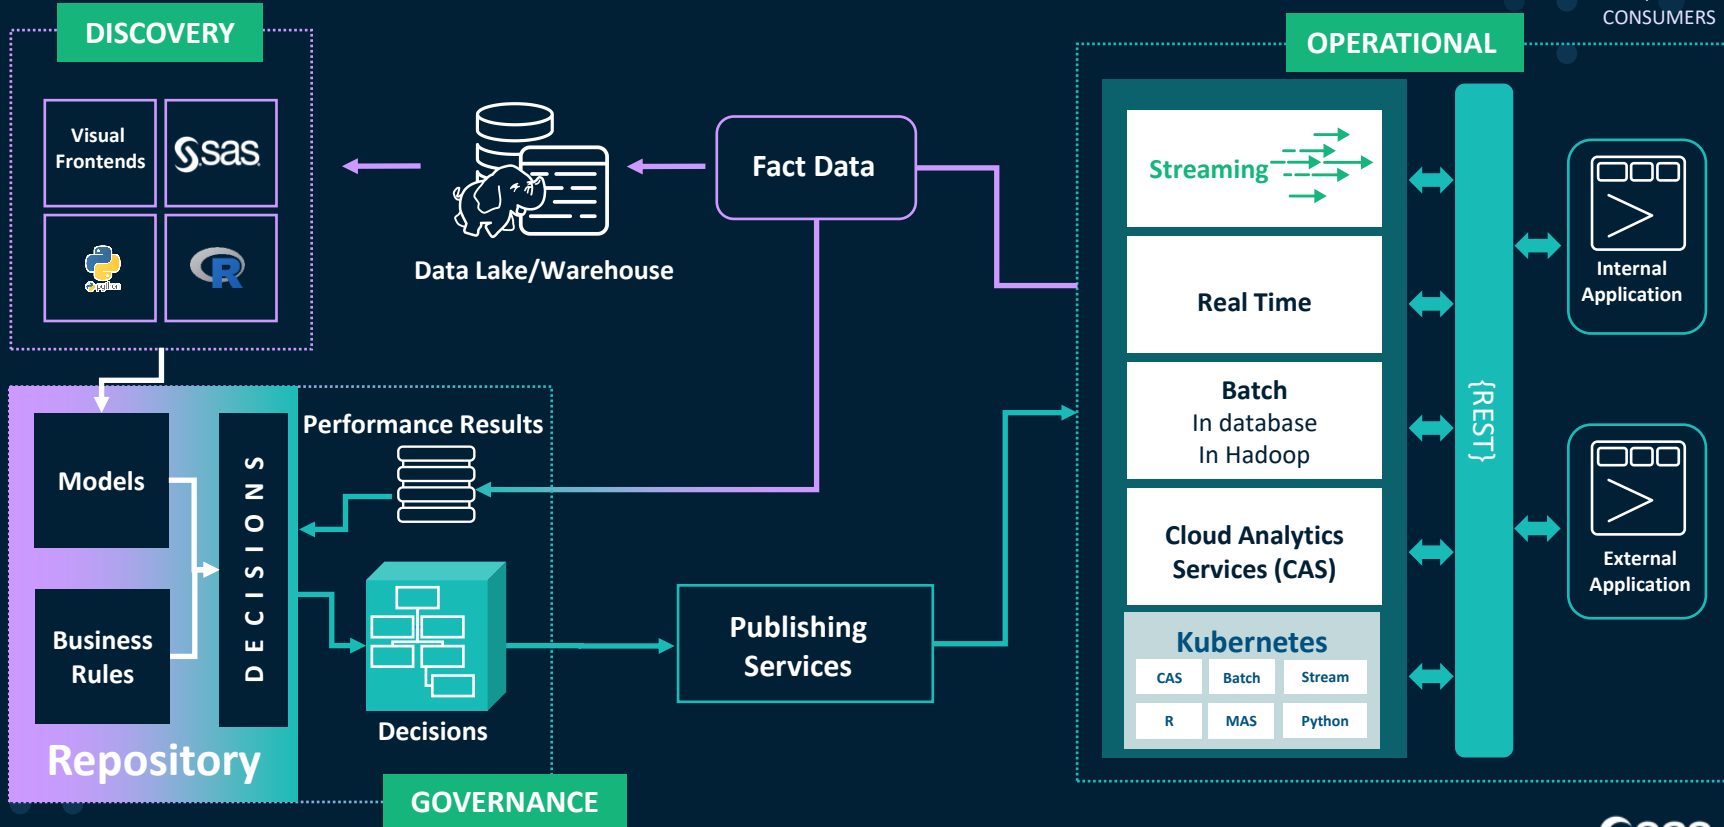 CONSUMERS
DISCOVERY
OPERATIONAL
Visual
Frontends
sas
python
R
Data Lake/Warehouse
Fact Data
Streaming
Real Time
Batch
In database
In Hadoop
Cloud Analytics
Services (CAS)
Kubernetes
CAS
Batch
Stream
R
MAS
Python
{REST}
Internal
Application
External
Application
Performance Results
Models
Business
Rules
DECISIONS
Repository
Decisions
Publishing
Services
GOVERNANCE